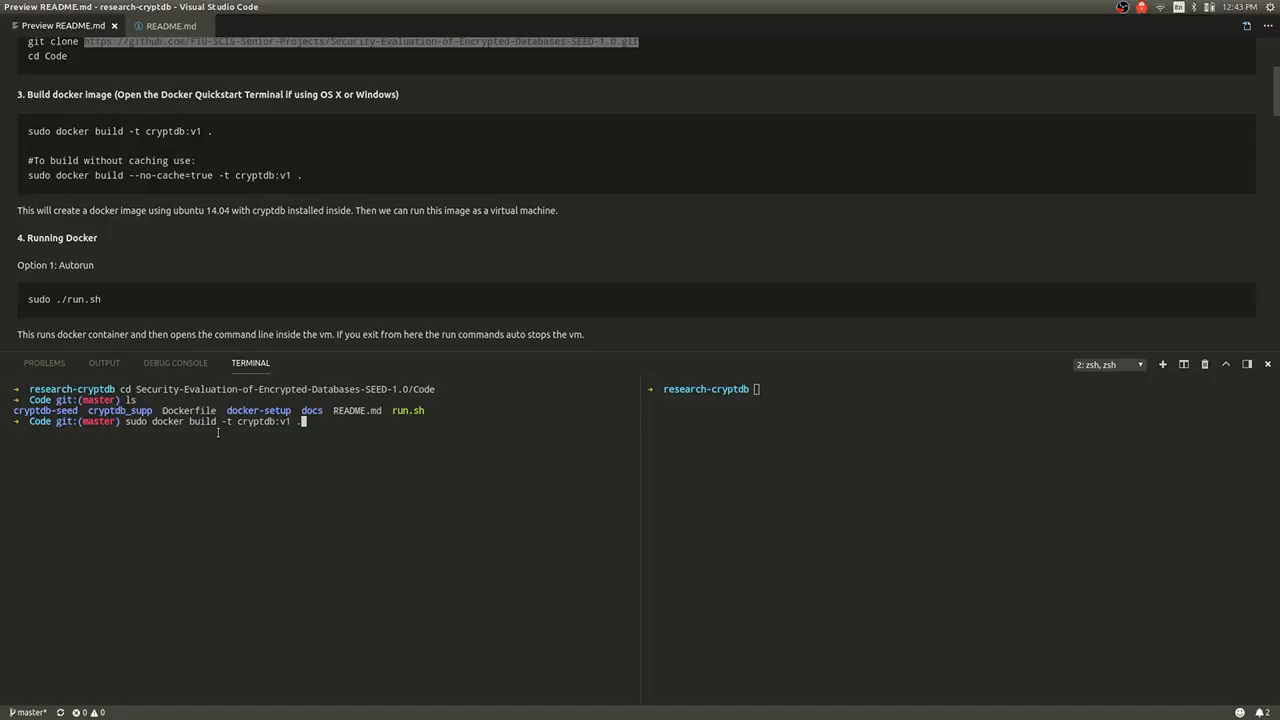 Preview README.md - research-cryptdb - Visual Studio Code
En
12:43 PM
Preview README.md
README.md
git clone https://github.com/FIU-SCIS-Senior-Projects/Security-Evaluation-of-Encrypted-Databases-SEED-1.0.git
cd Code
3. Build docker image (Open the Docker Quickstart Terminal if using OS X or Windows)
sudo docker build -t cryptdb:v1 .
#To build without caching use:
sudo docker build --no-cache=true -t cryptdb:v1 .
This will create a docker image using ubuntu 14.04 with cryptdb installed inside. Then we can run this image as a virtual machine.
4. Running Docker
Option 1: Autorun
sudo ./run.sh
This runs docker container and then opens the command line inside the vm. If you exit from here the run commands auto stops the vm.
PROBLEMS OUTPUT DEBUG CONSOLE TERMINAL
2: zsh, zsh
→ research-cryptdb cd Security-Evaluation-of-Encrypted-Databases-SEED-1.0/Code
→ Code git:(master) ls
cryptdb-seed cryptdb_supp Dockerfile docker-setup docs README.md run.sh
→ Code git:(master) sudo docker build -t cryptdb:v1 .
→ research-cryptdb
master*
0 0
2